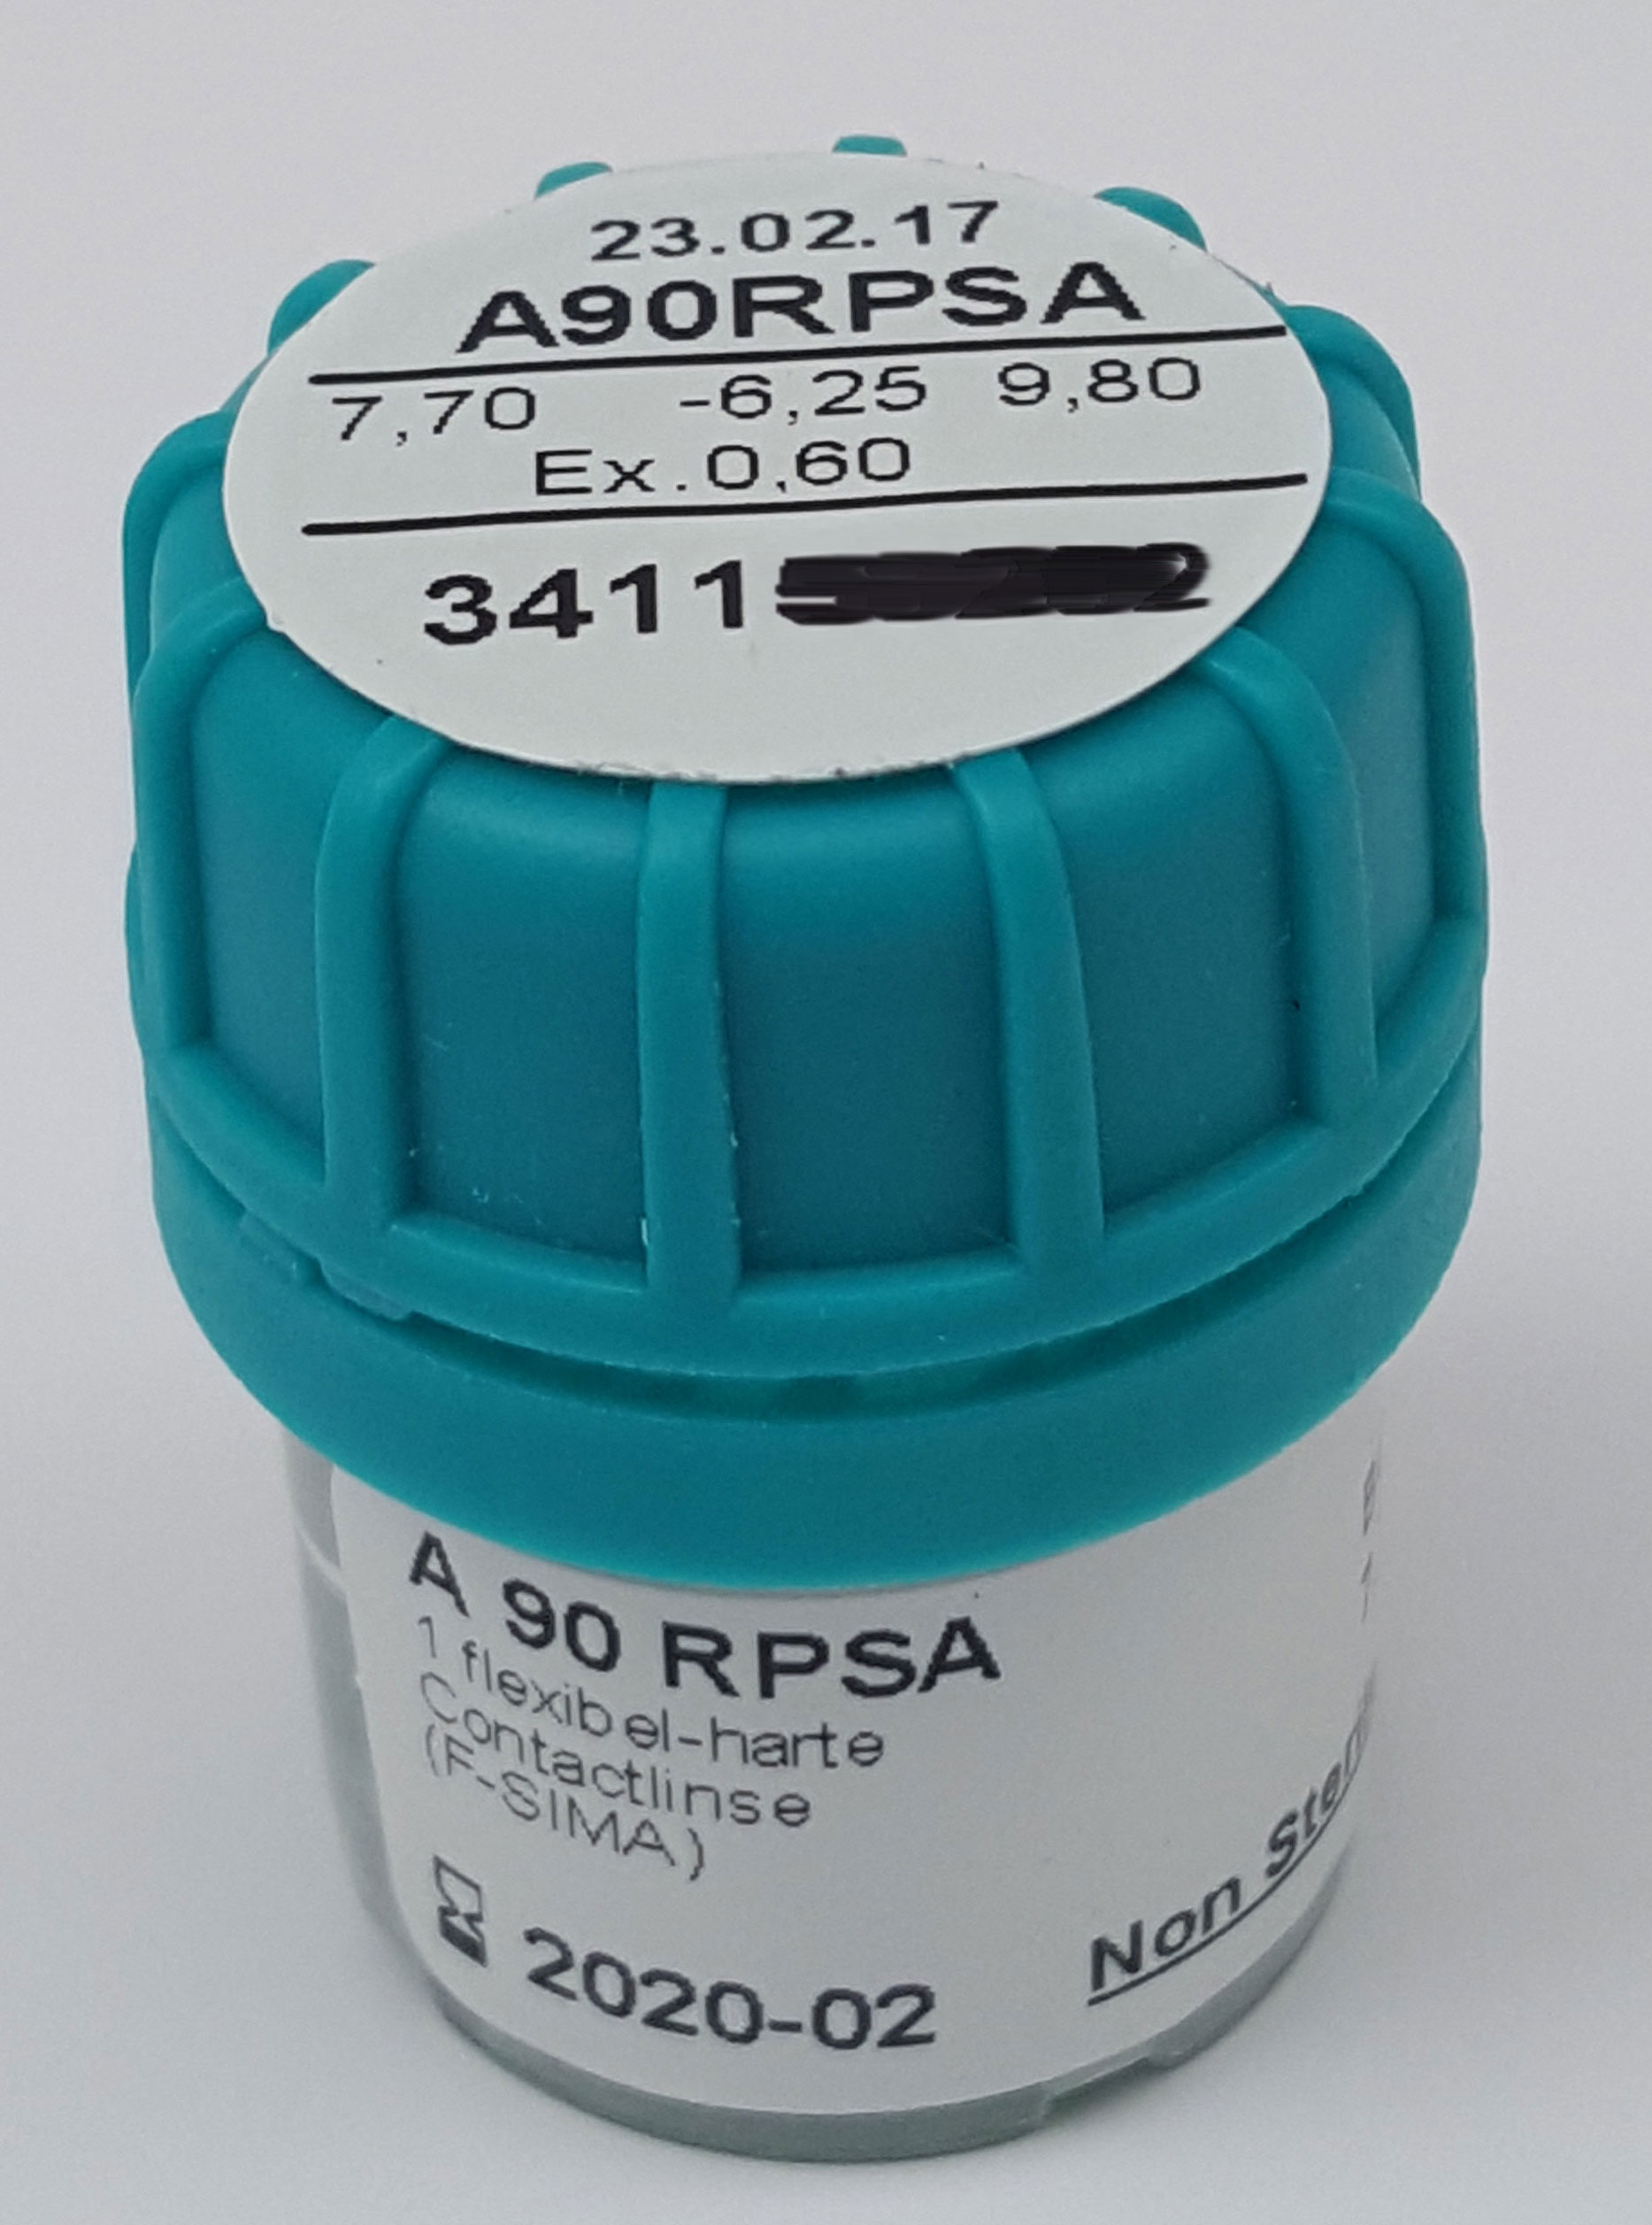 23.02.17
A90RPSA
7,70 -6,25 9,80
Ex.0,60
3411
A 90 RPSA
1 flexibel-harte
Contactlinse
(F-SIMA)
2020-02
Non